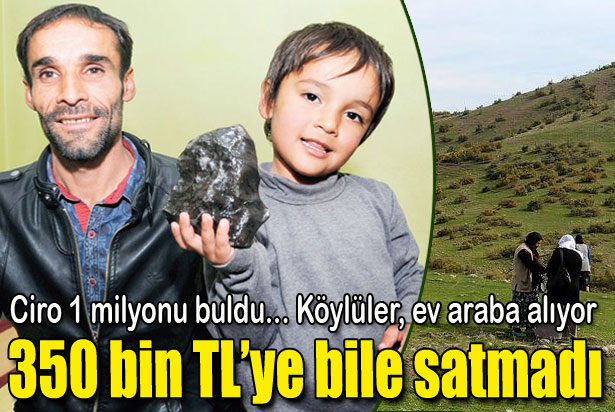 Ciro 1 milyonu buldu... Köylüler, ev araba alıyor
350 bin TL'ye bile satmadı